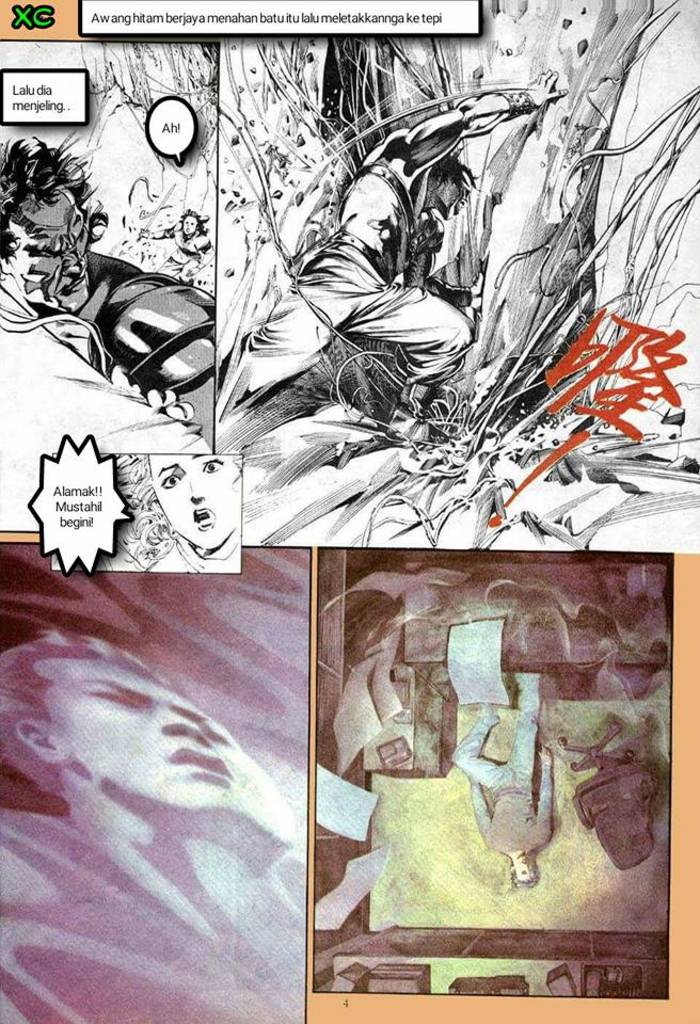 XC
Awang hitam berjaya menahan batu itu lalu meletakkannga ke tepi
Lalu dia
menjeling..
Ah!
Alamak!!
Mustahil
begini!
4